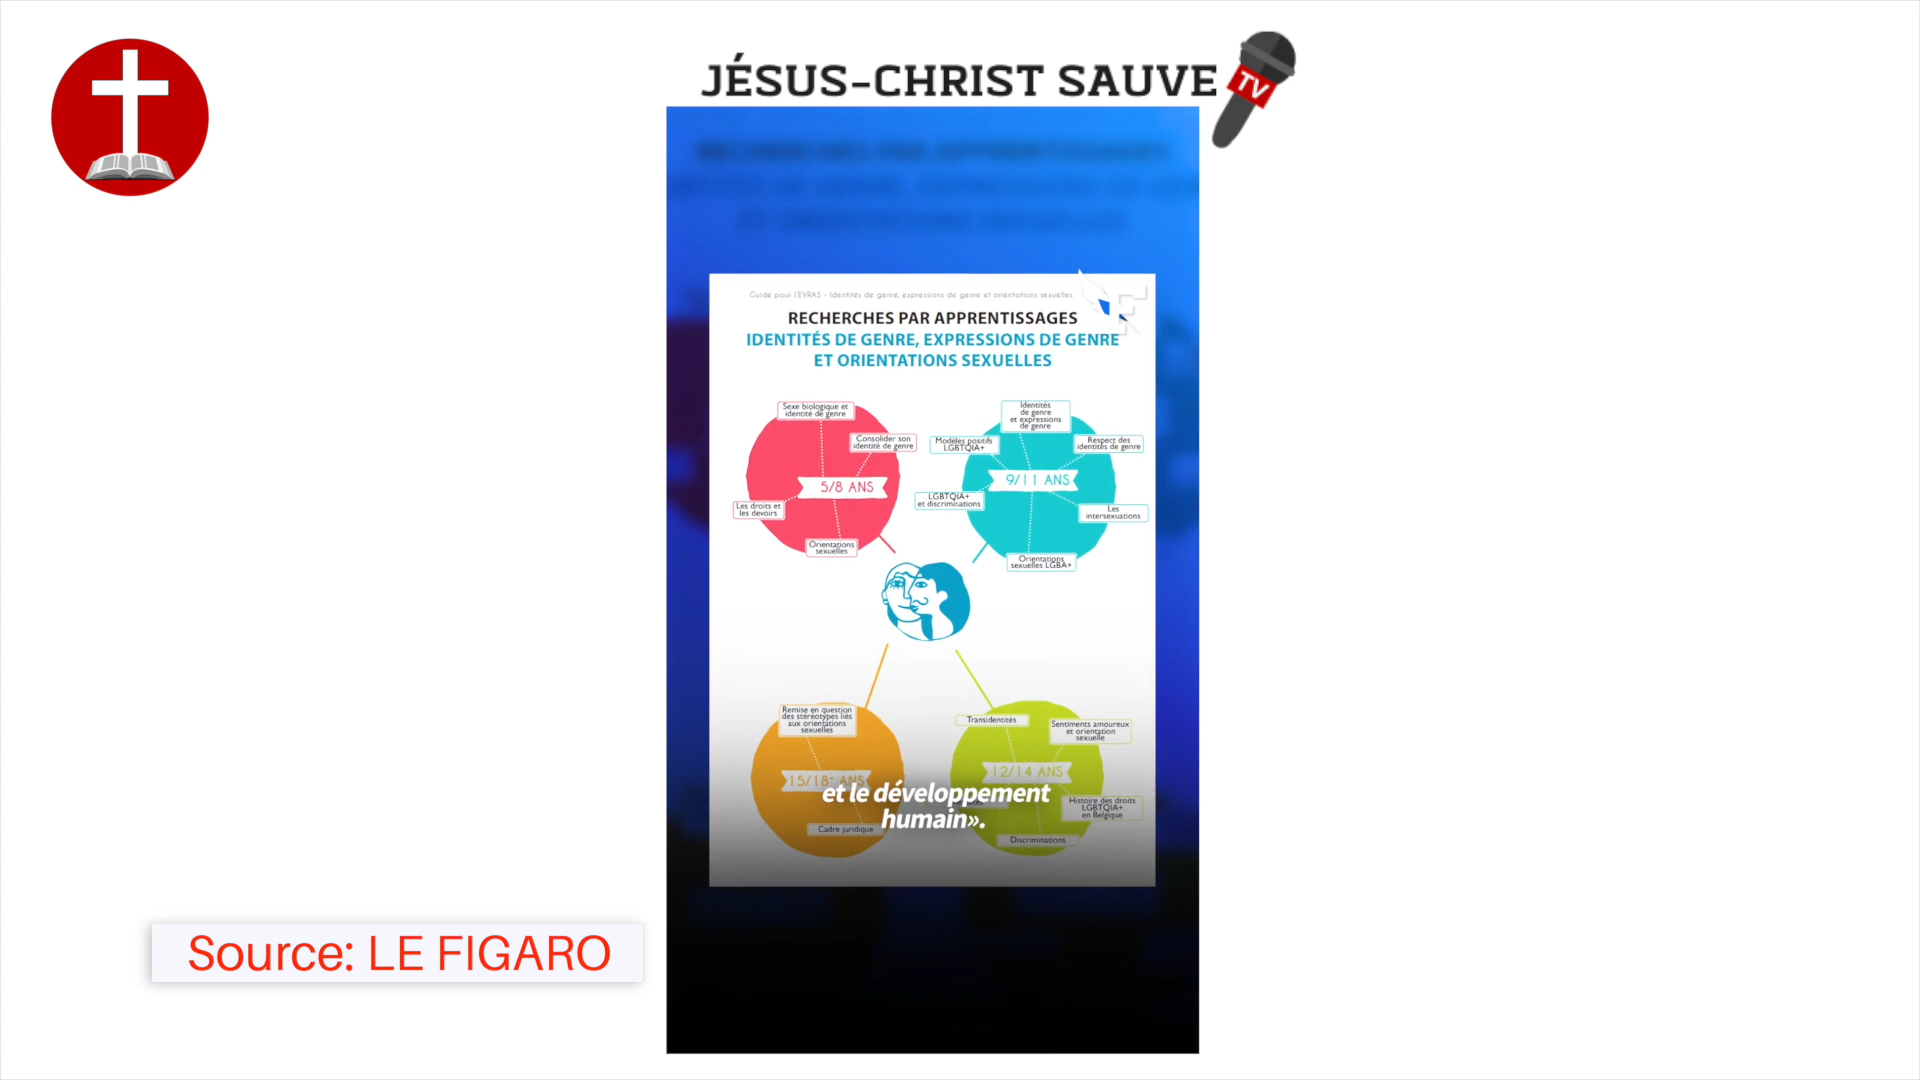 JÉSUS-CHRIST SAUVE
TV
Guide pour l'EVRAS - Identités de genre, expressions de genre et orientations sexuelles
RECHERCHES PAR APPRENTISSAGES
IDENTITÉS DE GENRE, EXPRESSIONS DE GENRE
ET ORIENTATIONS SEXUELLES
Sexe biologique et
identité de genre
Consolider son
identité de genre
5/8 ANS
Les droits et
les devoirs
Orientations
sexuelles
Identités
de genre
et expressions
de genre
Modèles positifs
LGBTQIA+
Respect des
identités de genre
9/11 ANS
LGBTQIA+
et discriminations
Les
intersexuations
Orientations
sexuelles LGBA+
Remise en question
des stéréotypes liés
aux orientations
sexuelles
15/18+ ANS
Cadre juridique
Transidentités
Sentiments amoureux
et orientation
sexuelle
12/14 ANS
Histoire des droits
LGBTQIA+
en Belgique
Discriminations
et le développement
humain».
Source: LE FIGARO